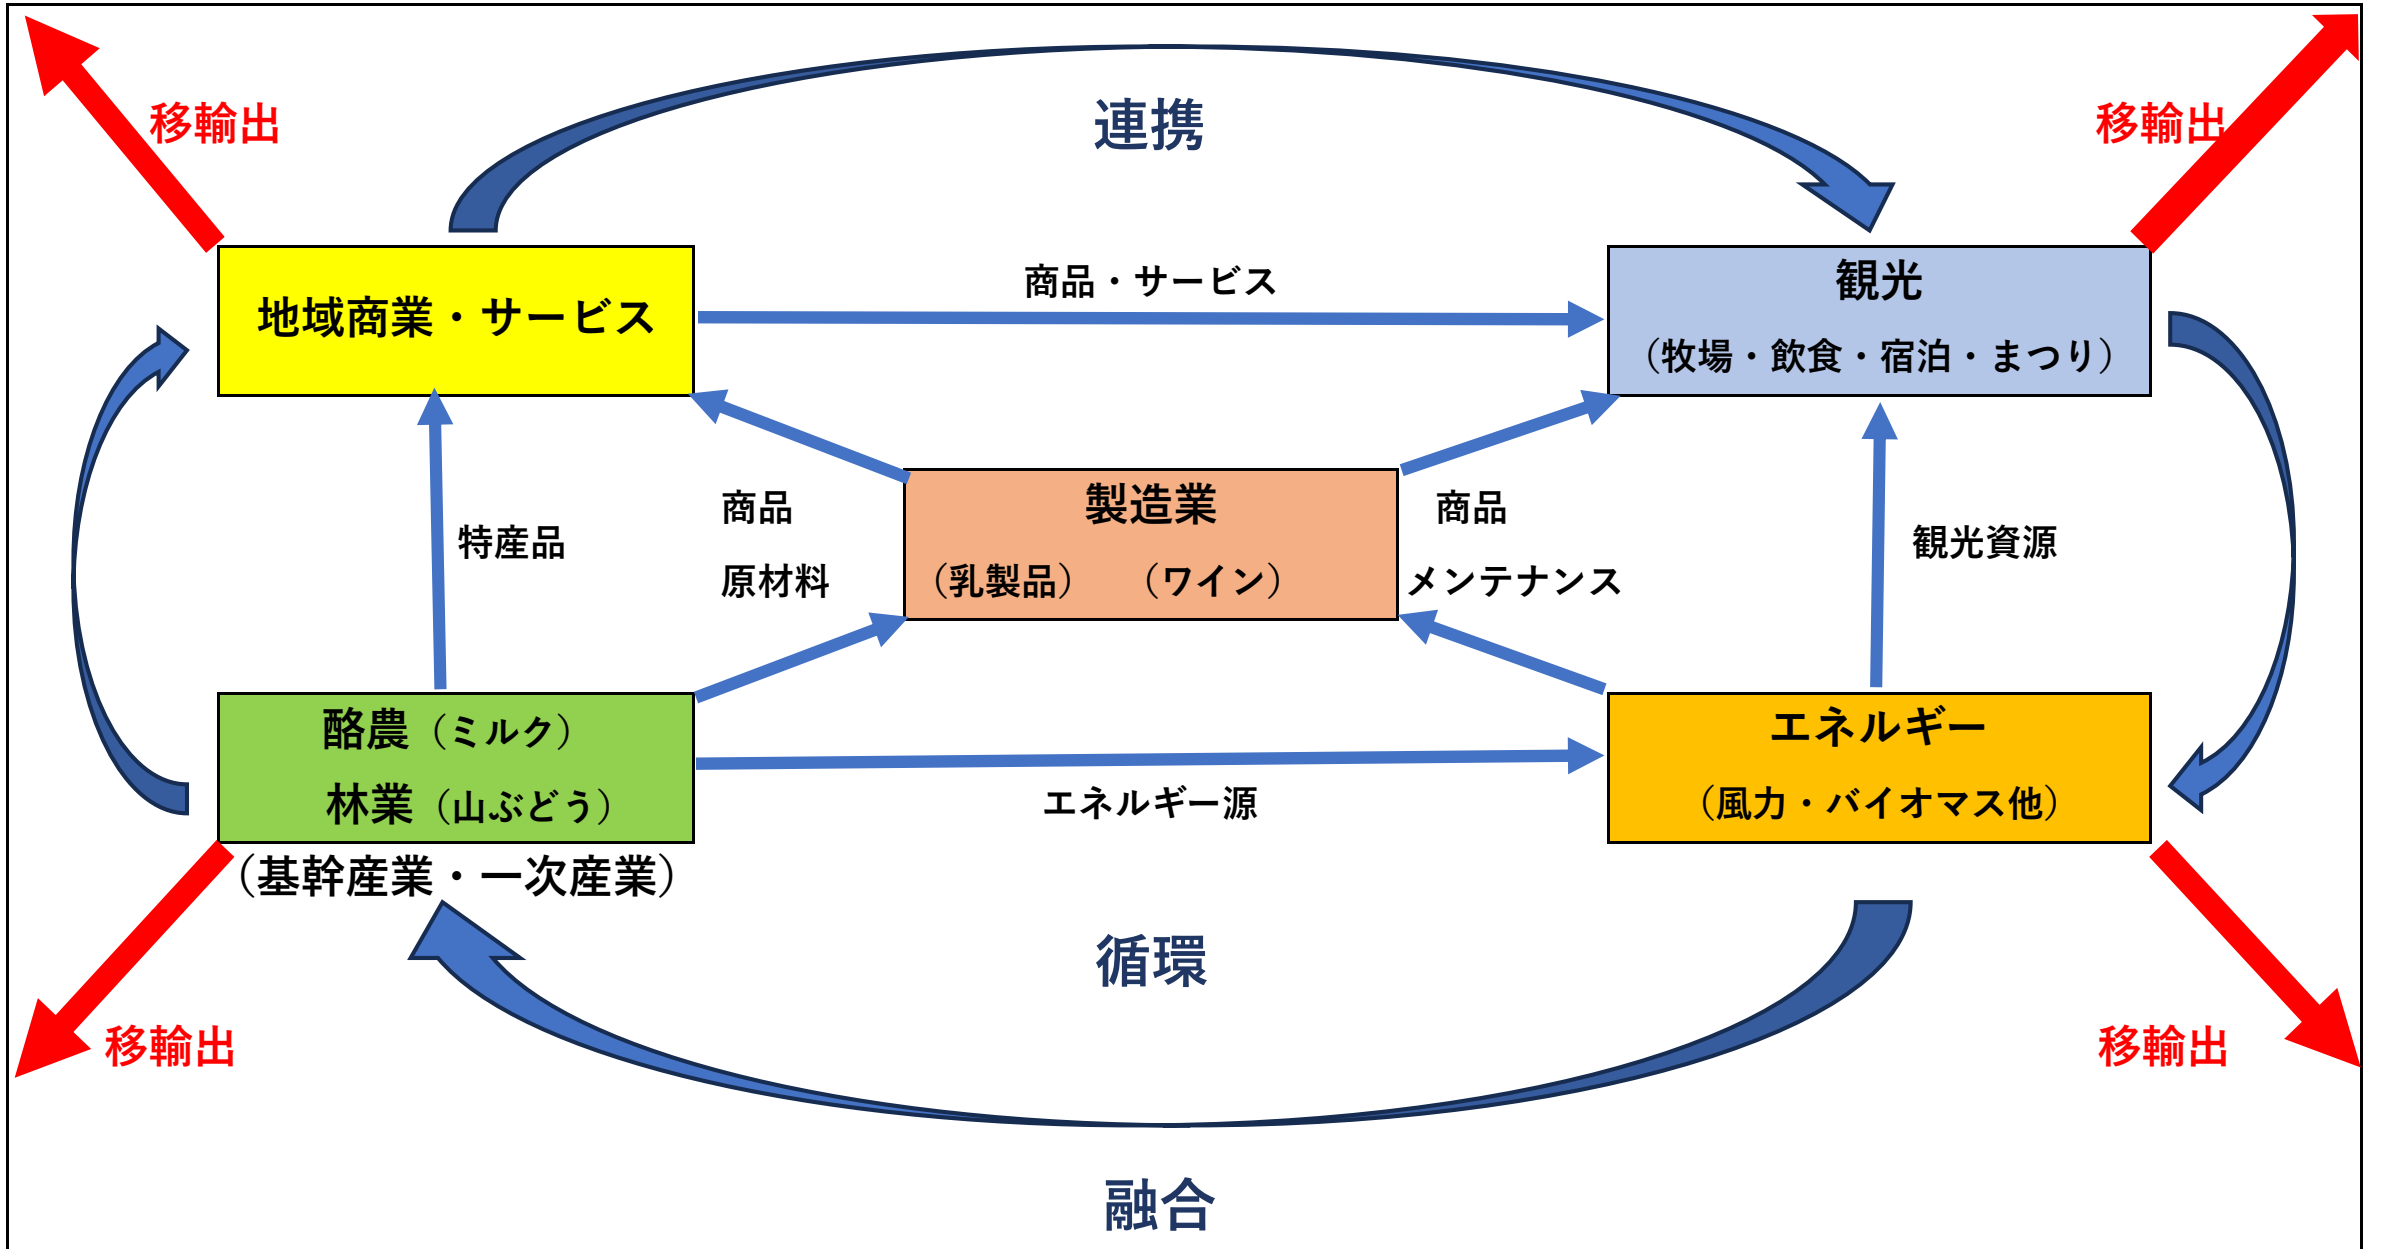 連携
移輸出
移輸出
商品・サービス
地域商業・サービス
観光
（牧場・飲食・宿泊・まつり）
特産品
商品
原材料
製造業
（乳製品）　（ワイン）
商品
メンテナンス
観光資源
酪農（ミルク）
林業（山ぶどう）
（基幹産業・一次産業）
エネルギー源
エネルギー
（風力・バイオマス他）
循環
移輸出
移輸出
融合